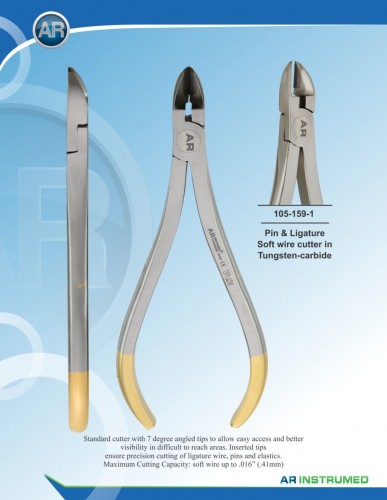 AR
AR
105-159-1
Pin & Ligature
Soft wire cutter in
Tungsten-carbide
AR
Standard cutter with 7 degree angled tips to allow easy access and better
visibility in difficult to reach areas. Inserted tips
ensure precision cutting of ligature wire, pins and elastics.
Maximum Cutting Capacity: soft wire up to .016” (.41mm)
AR INSTRUMED